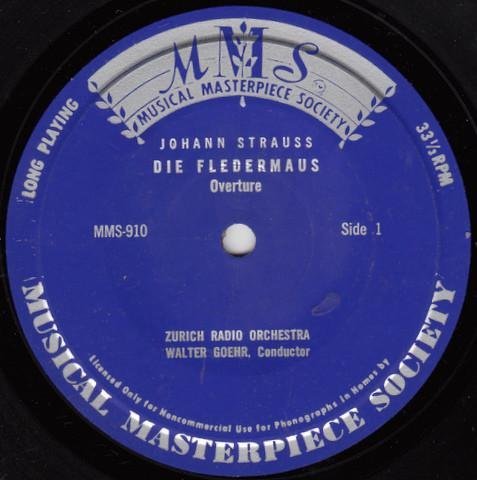 MMS
MUSICAL MASTERPIECE SOCIETY
LONG PLAYING
33⅓ RPM
JOHANN STRAUSS
DIE FLEDERMAUS
Overture
MMS-910
Side 1
ZURICH RADIO ORCHESTRA
WALTER GOEHR, Conductor
Licensed Only for Noncommercial Use for Phonographs in Homes by
MUSICAL MASTERPIECE SOCIETY